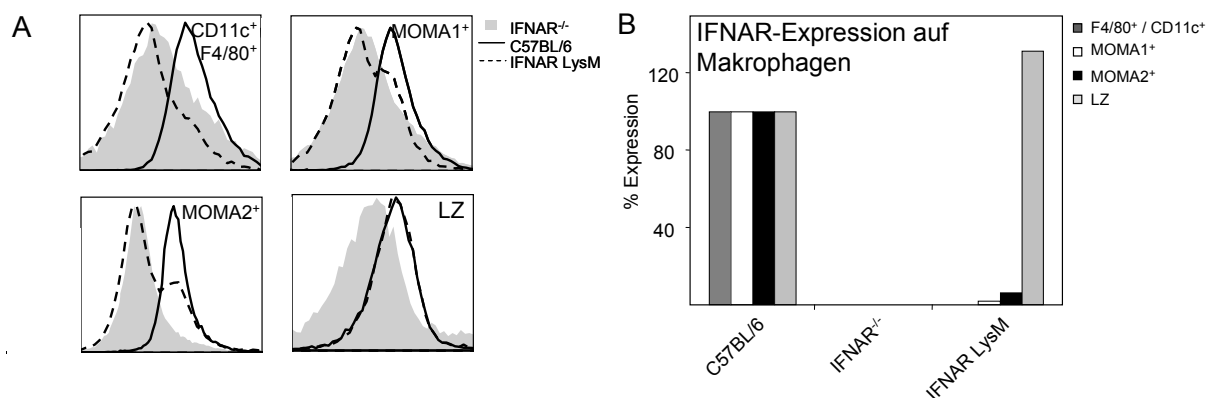 A
CD11c⁺
F4/80⁺
MOMA1⁺
IFNAR⁻/⁻
C57BL/6
IFNAR LysM
MOMA2⁺
LZ
B
IFNAR-Expression auf
Makrophagen
% Expression
120
80
40
C57BL/6
IFNAR⁻/⁻
IFNAR LysM
F4/80⁺ / CD11c⁺
MOMA1⁺
MOMA2⁺
LZ